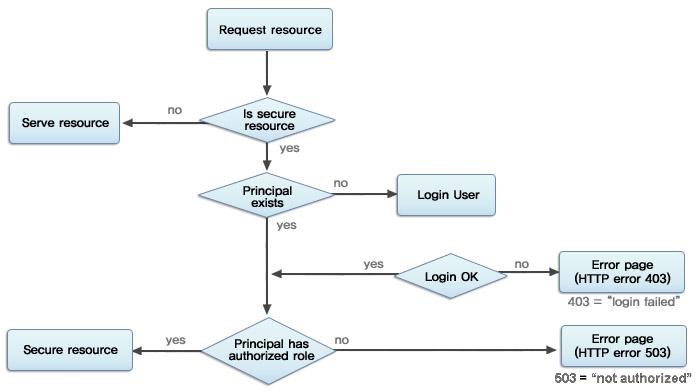 Request resource
no
Is secure
resource
Serve resource
yes
Principal
exists
no
Login User
yes
yes
Login OK
no
Error page
(HTTP error 403)
403 = "login failed"
Secure resource
yes
Principal has
authorized role
no
Error page
(HTTP error 503)
503 = "not authorized"